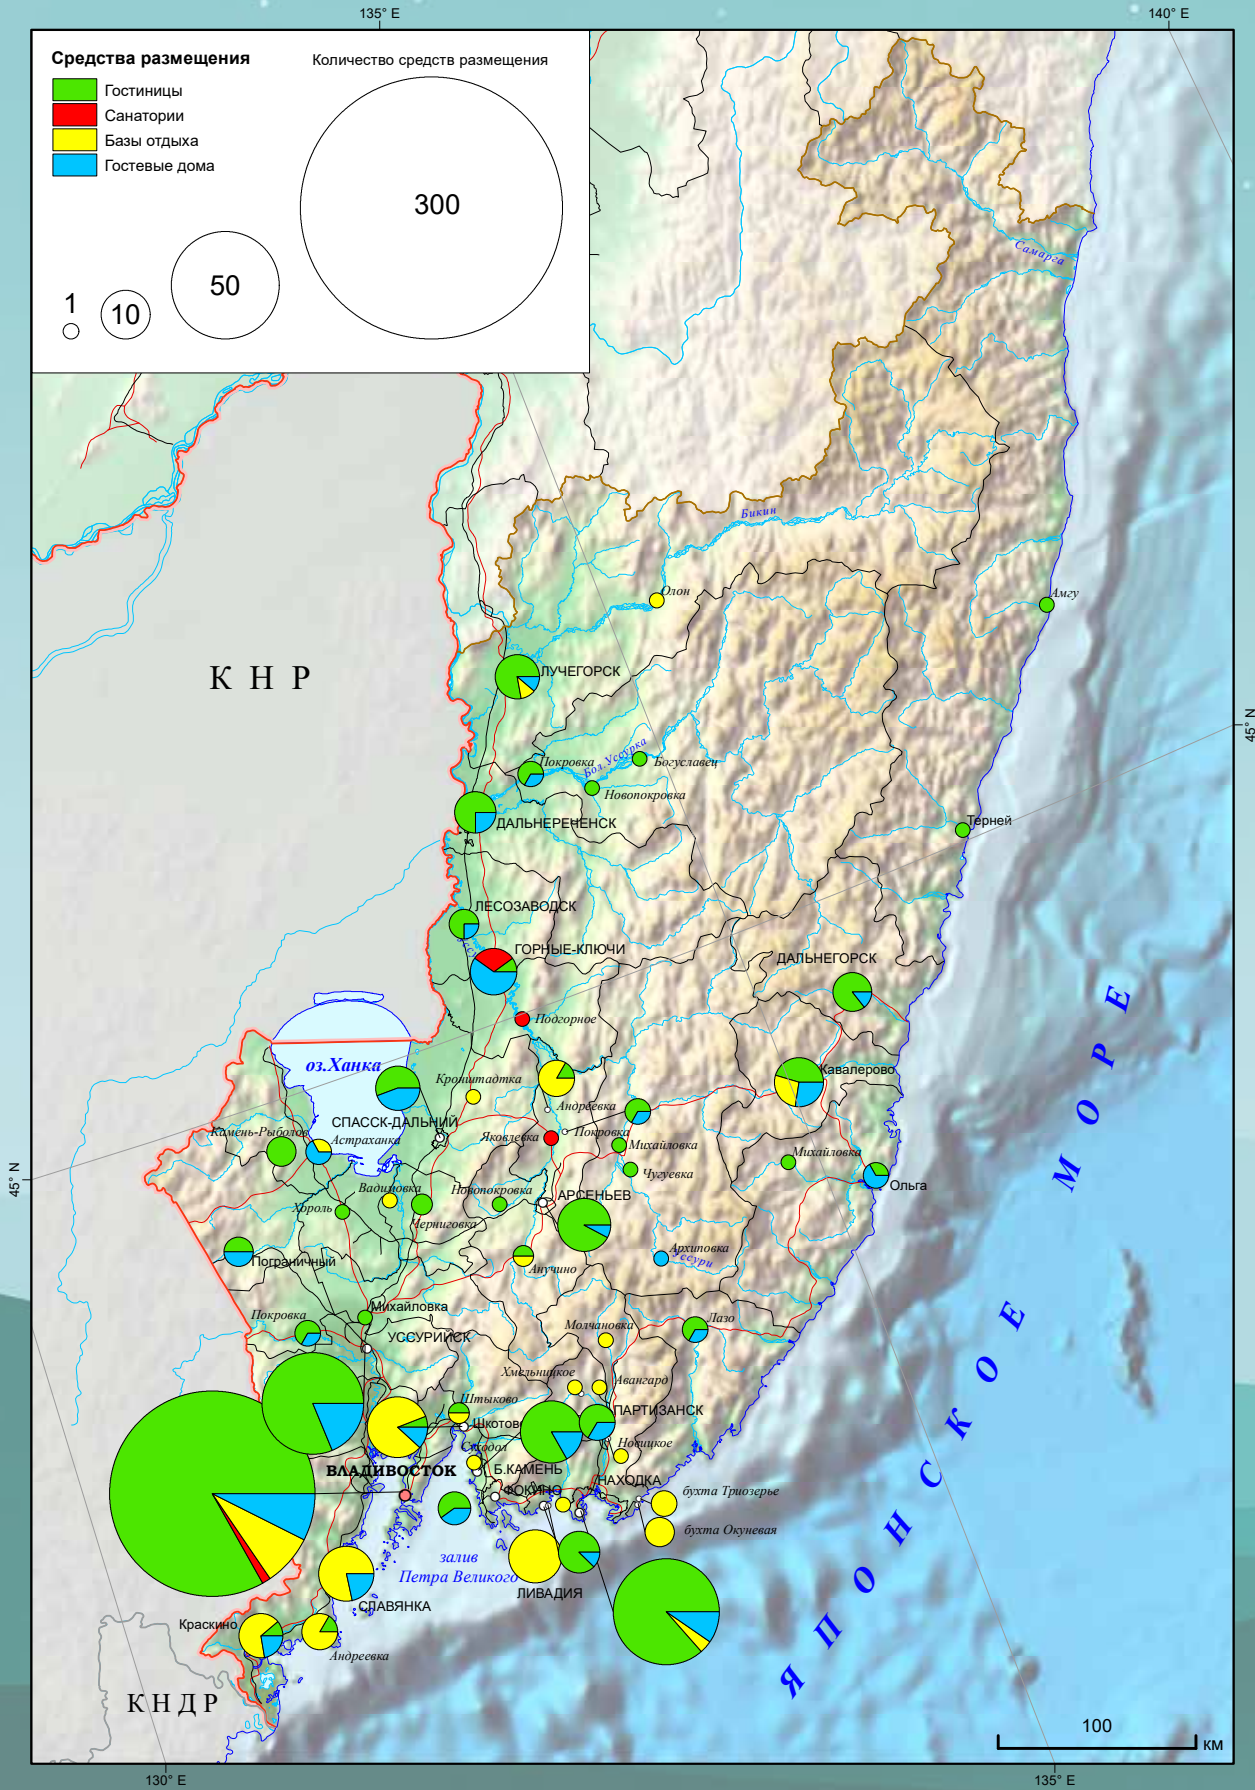 135° E
140° E
Средства размещения
Количество средств размещения
Гостиницы
Санатории
Базы отдыха
Гостевые дома
300
50
10
1
Самарга
Бикин
Олон
Амгу
К Н Р
ЛУЧЕГОРСК
45° N
Покровка
Бол.Уссурка
Богуславец
Новопокровка
ДАЛЬНЕРЕЧЕНСК
Терней
ЛЕСОЗАВОДСК
ГОРНЫЕ-КЛЮЧИ
ДАЛЬНЕГОРСК
Подгорное
оз.Ханка
Кронштадтка
Кавалерово
Андреевка
СПАССК-ДАЛЬНИЙ
Камень-Рыболов
Астраханка
Яковлевка
Покровка
Михайловка
Михайловка
Чугуевка
45° N
Вадимовка
Новопокровка
АРСЕНЬЕВ
Ольга
Хороль
Черниговка
Пограничный
Анучино
Архиповка
Уссури
Михайловка
Покровка
УССУРИЙСК
Молчановка
Лазо
Хмельницкое
Авангард
Штыково
Шкотово
ПАРТИЗАНСК
Новицкое
Суходол
ВЛАДИВОСТОК
Б.КАМЕНЬ
НАХОДКА
ФОКИНО
бухта Триозерье
бухта Окуневая
залив
Петра Великого
ЛИВАДИЯ
СЛАВЯНКА
Краскино
Андреевка
КНДР
Я П О Н С К О Е М О Р Е
100
км
130° E
135° E